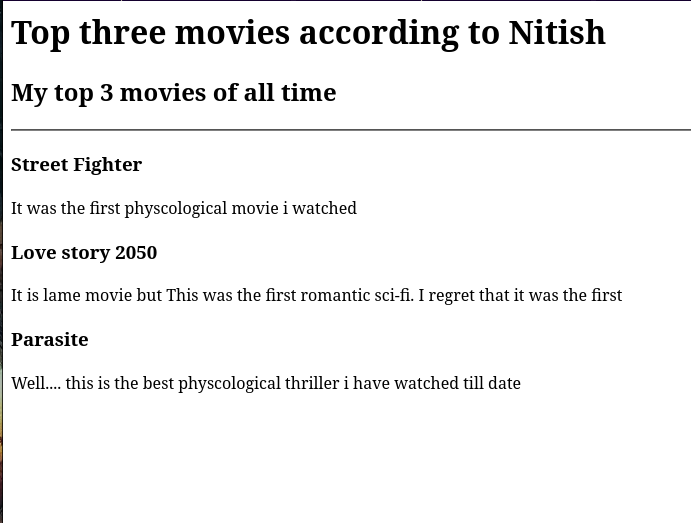 Top three movies according to Nitish
My top 3 movies of all time
Street Fighter
It was the first physcological movie i watched
Love story 2050
It is lame movie but This was the first romantic sci-fi. I regret that it was the first
Parasite
Well.... this is the best physcological thriller i have watched till date